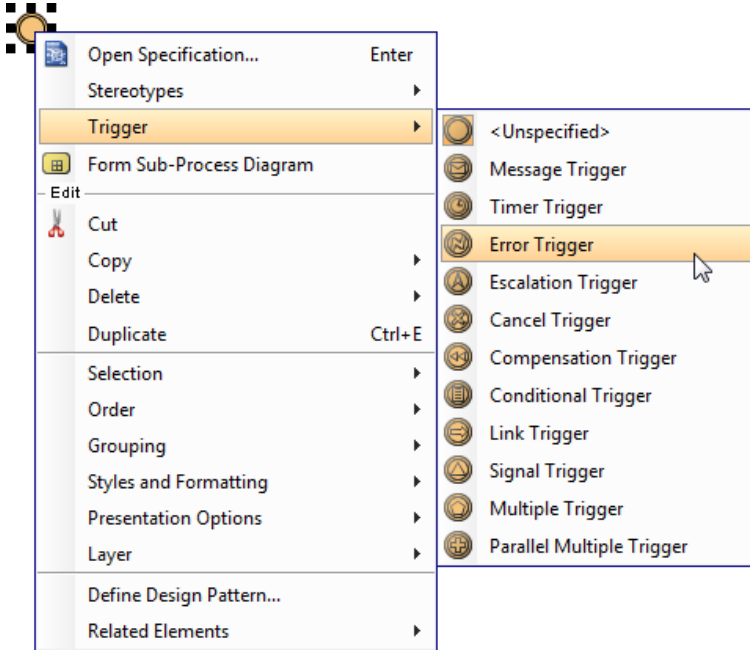 Open Specification... Enter
Stereotypes
Trigger
Form Sub-Process Diagram
Edit
Cut
Copy
Delete
Duplicate Ctrl+E
Selection
Order
Grouping
Styles and Formatting
Presentation Options
Layer
Define Design Pattern...
Related Elements
<Unspecified>
Message Trigger
Timer Trigger
Error Trigger
Escalation Trigger
Cancel Trigger
Compensation Trigger
Conditional Trigger
Link Trigger
Signal Trigger
Multiple Trigger
Parallel Multiple Trigger